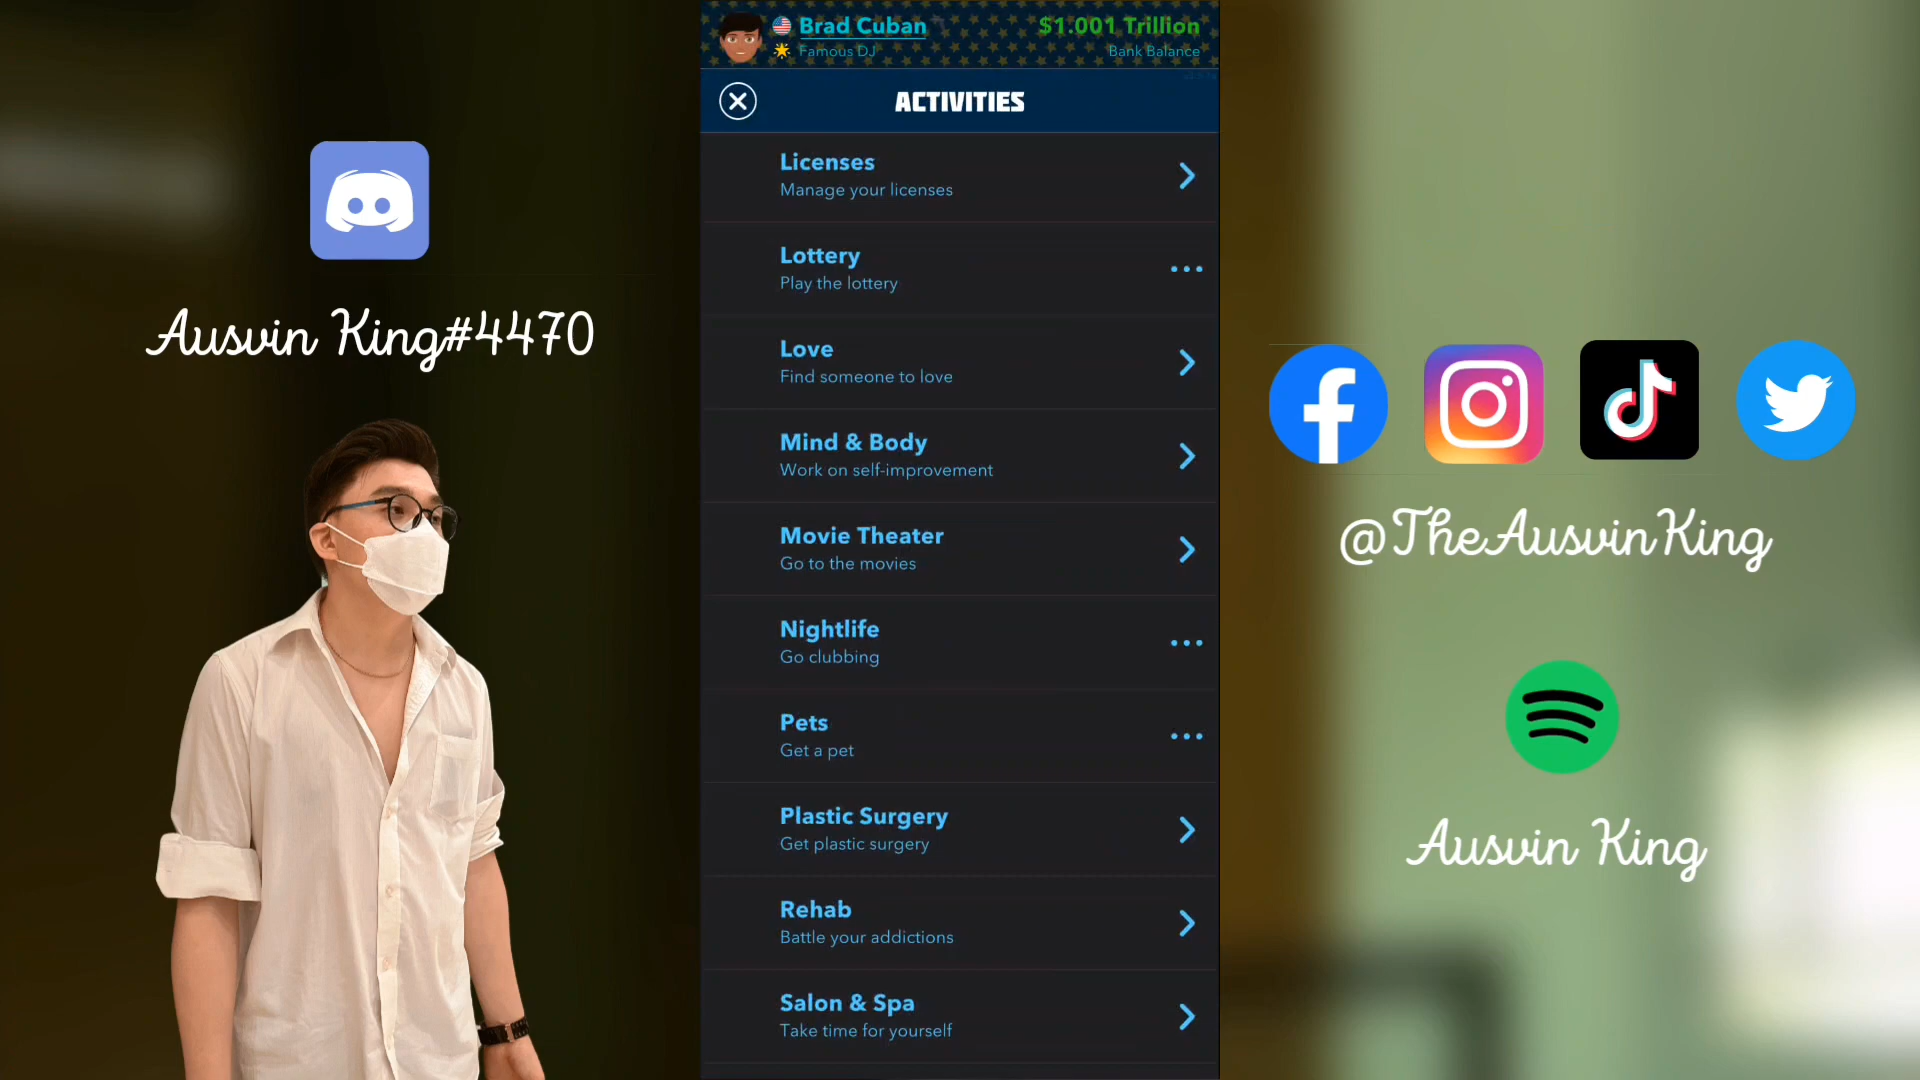 Ausvin King#4470
Brad Cuban
Famous DJ
$1.001 Trillion
Bank Balance
ACTIVITIES
Licenses
Manage your licenses
Lottery
Play the lottery
Love
Find someone to love
Mind & Body
Work on self-improvement
Movie Theater
Go to the movies
Nightlife
Go clubbing
Pets
Get a pet
Plastic Surgery
Get plastic surgery
Rehab
Battle your addictions
Salon & Spa
Take time for yourself
@TheAusvinKing
Ausvin King